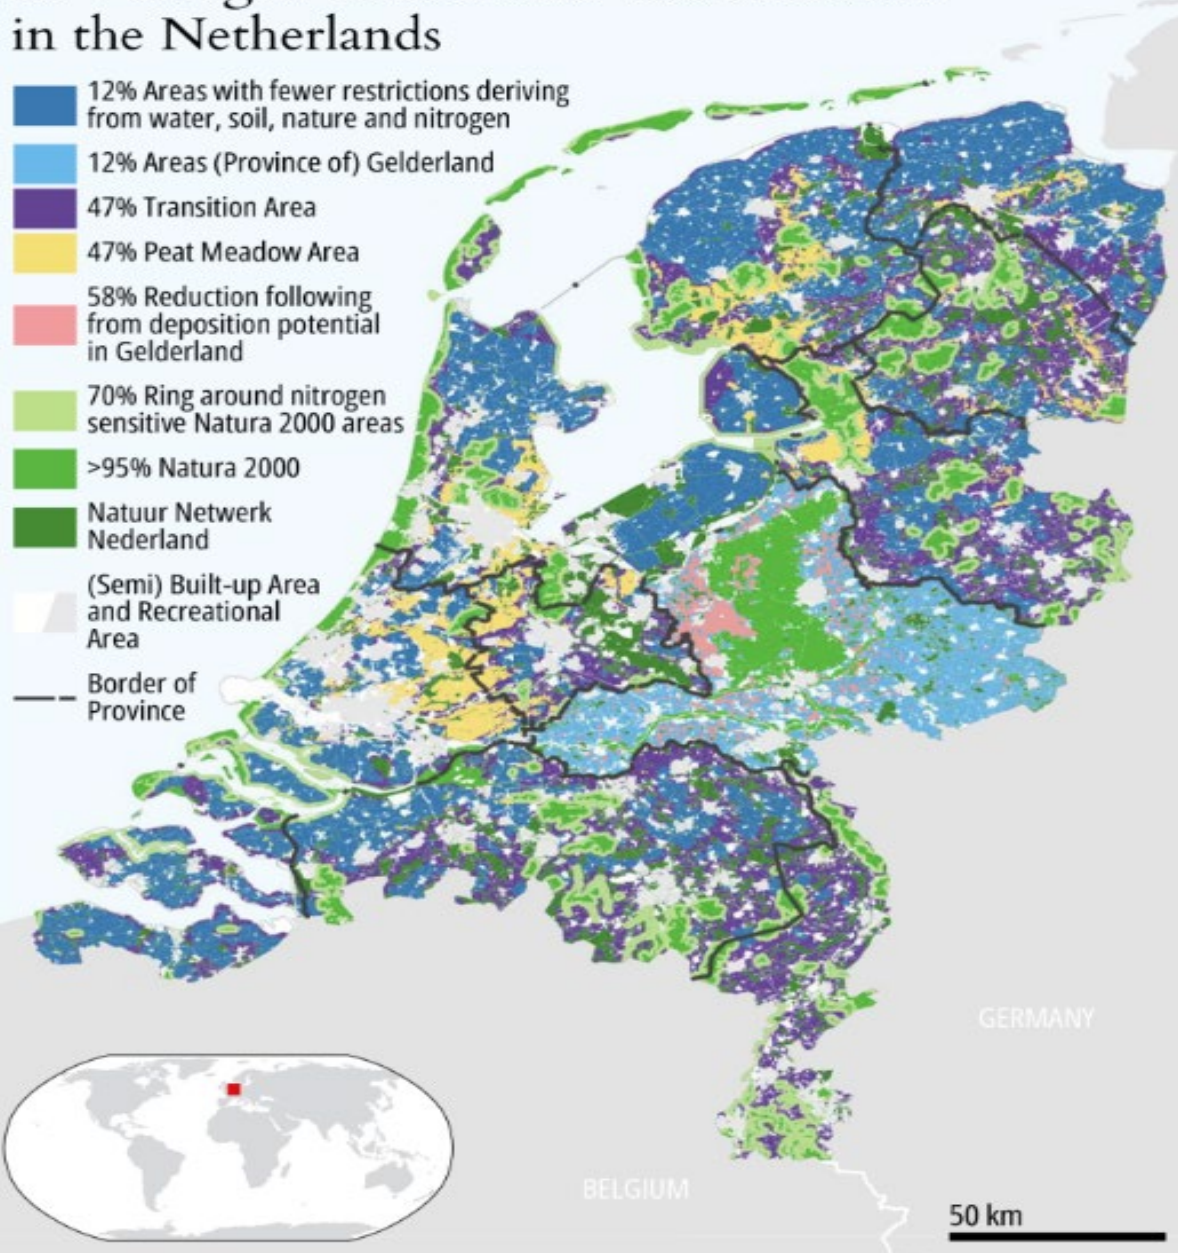 in the Netherlands
12% Areas with fewer restrictions deriving
from water, soil, nature and nitrogen
12% Areas (Province of) Gelderland
47% Transition Area
47% Peat Meadow Area
58% Reduction following
from deposition potential
in Gelderland
70% Ring around nitrogen
sensitive Natura 2000 areas
>95% Natura 2000
Natuur Netwerk
Nederland
(Semi) Built-up Area
and Recreational
Area
Border of
Province
GERMANY
BELGIUM
50 km